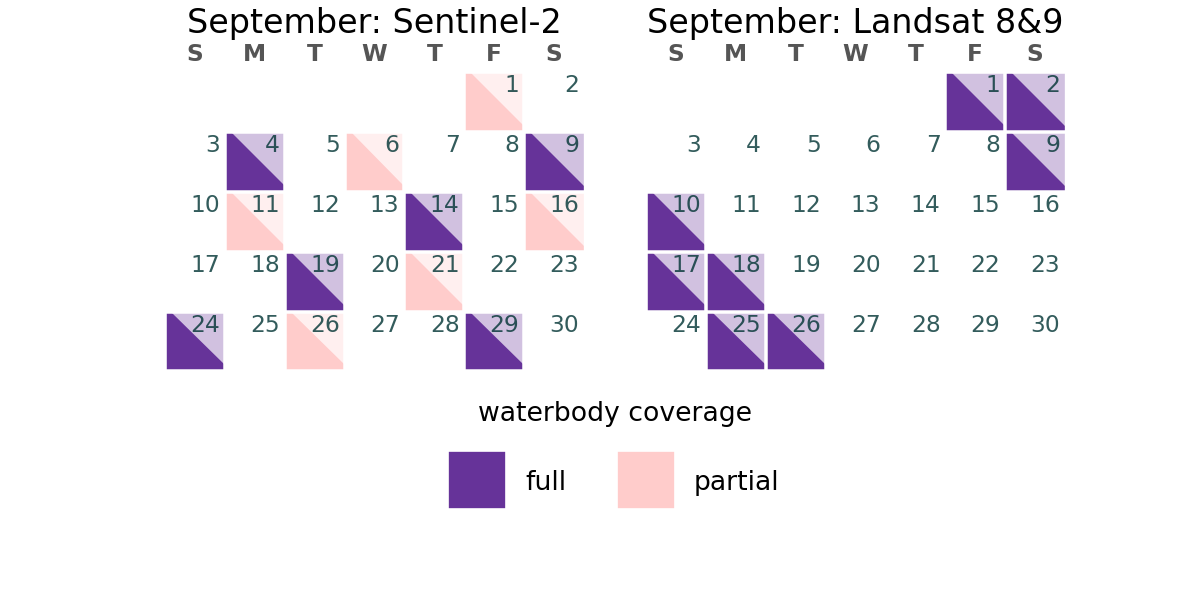 September: Sentinel-2
S M T W T F S
1 2
3 4 5 6 7 8 9
10 11 12 13 14 15 16
17 18 19 20 21 22 23
24 25 26 27 28 29 30
September: Landsat 8&9
S M T W T F S
1 2
3 4 5 6 7 8 9
10 11 12 13 14 15 16
17 18 19 20 21 22 23
24 25 26 27 28 29 30
waterbody coverage
full partial